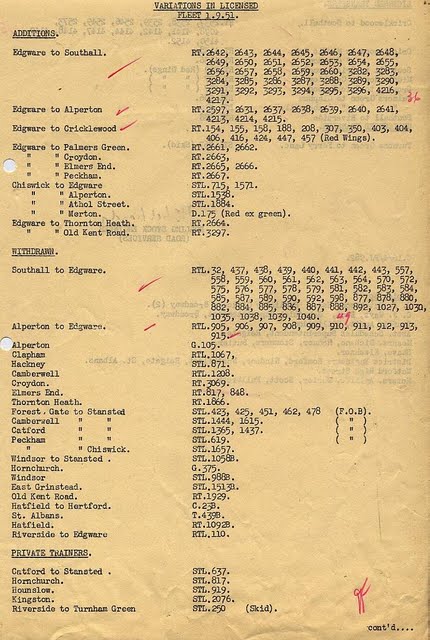 VARIATIONS IN LICENSED
FLEET 1.9.51.
ADDITIONS.
Edgware to Southall. RT.2642, 2643, 2644, 2645, 2646, 2647, 2648,
2649, 2650, 2651, 2652, 2653, 2654, 2655,
2656, 2657, 2658, 2659, 2660, 3282, 3283,
3284, 3285, 3286, 3287, 3288, 3289, 3290,
3291, 3292, 3293, 3294, 3295, 3296, 4216,
4217. 36
Edgware to Alperton RT.2597, 2631, 2637, 2638, 2639, 2640, 2641,
4213, 4214, 4215.
Edgware to Cricklewood RT.154, 155, 158, 188, 208, 307, 350, 403, 404,
406, 416, 424, 447, 457 (Red Wings).
Edgware to Palmers Green. RT.2661, 2662.
" " Croydon. RT.2663,
" " Elmers End. RT.2665, 2666.
" " Peckham. RT.2667.
Chiswick to Edgware STL.715, 1571.
" " Alperton. STL.1538.
" " Athol Street. STL.1884.
" " Merton. D.175 (Red ex green).
Edgware to Thornton Heath. RT.2664.
" " Old Kent Road. RT.3297.
WITHDRAWN.
Southall to Edgware. RTL.32, 437, 438, 439, 440, 441, 442, 443, 557,
558, 559, 560, 561, 562, 563, 564, 570, 572,
575, 576, 577, 578, 579, 581, 582, 583, 584,
585, 587, 589, 590, 592, 598, 877, 878, 880,
882, 884, 885, 886, 887, 888, 892, 1027, 1030,
1035, 1038, 1039, 1040. 49
Alperton to Edgware. RTL.905, 906, 907, 908, 909, 910, 911, 912, 913,
915.
Alperton G.105.
Clapham RTL.1067,
Hackney STL.871.
Camberwell RTL.1208.
Croydon. RT.3069.
Elmers End. RT.817, 848.
Thornton Heath. RT.1866.
Forest. Gate to Stansted STL.423, 425, 451, 462, 478 (F.O.B).
Camberwell " " STL.1444, 1615. ( " )
Catford " " STL.1365, 1437. ( " )
Peckham " " STL.619. ( " )
" " Chiswick. STL.1657.
Windsor to Stansted. STL.1058B.
Hornchurch. G.375.
Windsor STL.988B.
East Grinstead. STL.1513B.
Old Kent Road. RT.1929.
Hatfield to Hertford. C.23B.
St. Albans. T.439B.
Hatfield. RT.1092B
Riverside to Edgware RTL.110.
PRIVATE TRAINERS.
Catford to Stansted. STL.637.
Hornchurch. STL.817.
Hounslow. STL.919.
Kingston. STL.2076.
Riverside to Turnham Green STL.250 (Skid).
cont'd....